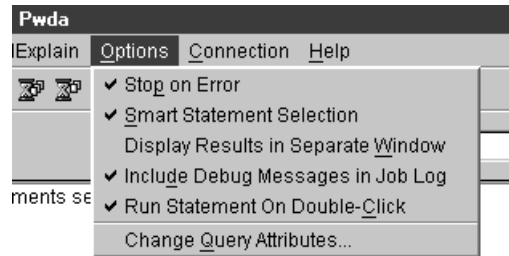 Pwda
lExplain Options Connection Help
Stop on Error
Smart Statement Selection
Display Results in Separate Window
Include Debug Messages in Job Log
ments se
Run Statement On Double-Click
Change Query Attributes...